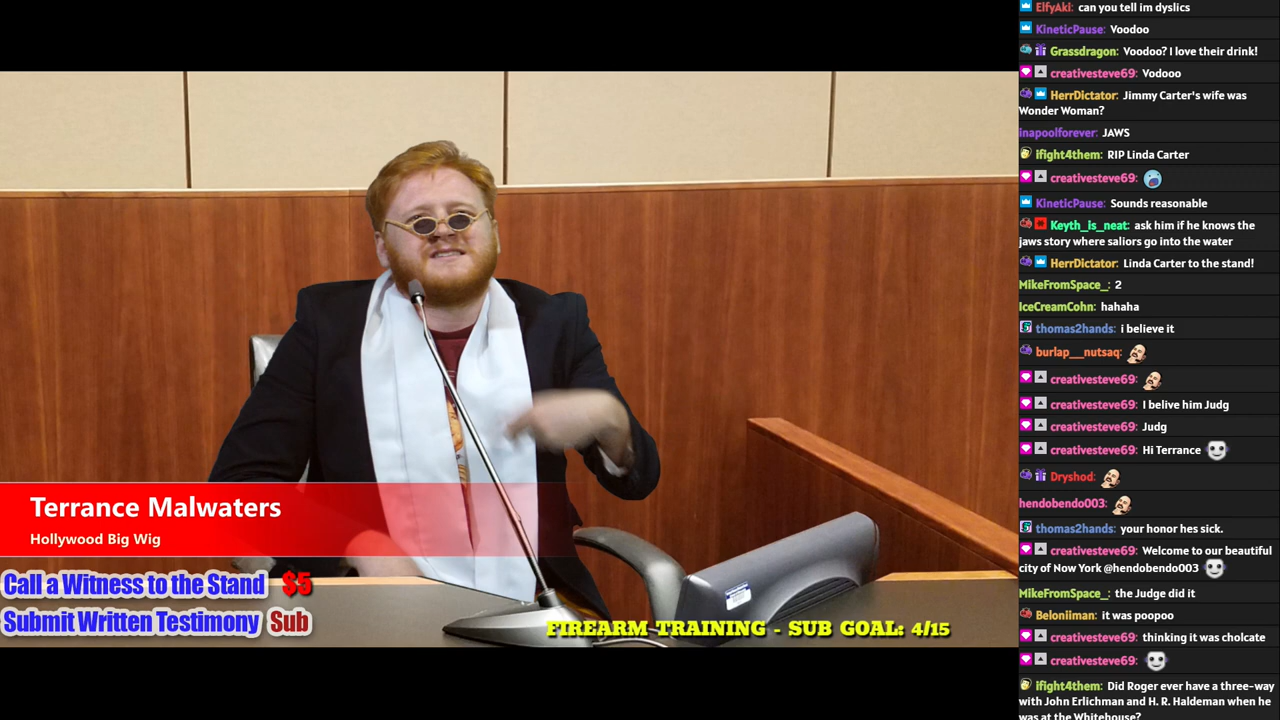 Terrance Malwaters
Hollywood Big Wig
Call a Witness to the Stand $5
Submit Written Testimony Sub
FIREARM TRAINING - SUB GOAL: 4/15
ElfyAki: can you tell im dyslics
KineticPause: Voodoo
Grassdragon: Voodoo? I love their drink!
creativesteve69: Vodooo
HerrDictator: Jimmy Carter's wife was
Wonder Woman?
inapoolforever: JAWS
ifight4them: RIP Linda Carter
creativesteve69:
KineticPause: Sounds reasonable
Keyth_is_neat: ask him if he knows the
jaws story where saliors go into the water
HerrDictator: Linda Carter to the stand!
MikeFromSpace_: 2
IceCreamCohn: hahaha
thomas2hands: i believe it
burlap__nutsaq:
creativesteve69:
creativesteve69: I belive him Judg
creativesteve69: Judg
creativesteve69: Hi Terrance
Dryshod:
hendobendo003:
thomas2hands: your honor hes sick.
creativesteve69: Welcome to our beautiful
city of Now York @hendobendo003
MikeFromSpace_: the Judge did it
Beloniiman: it was poopoo
creativesteve69: thinking it was cholcate
creativesteve69:
ifight4them: Did Roger ever have a three-way
with John Erlichman and H. R. Haldeman when he
was at the Whitehouse?